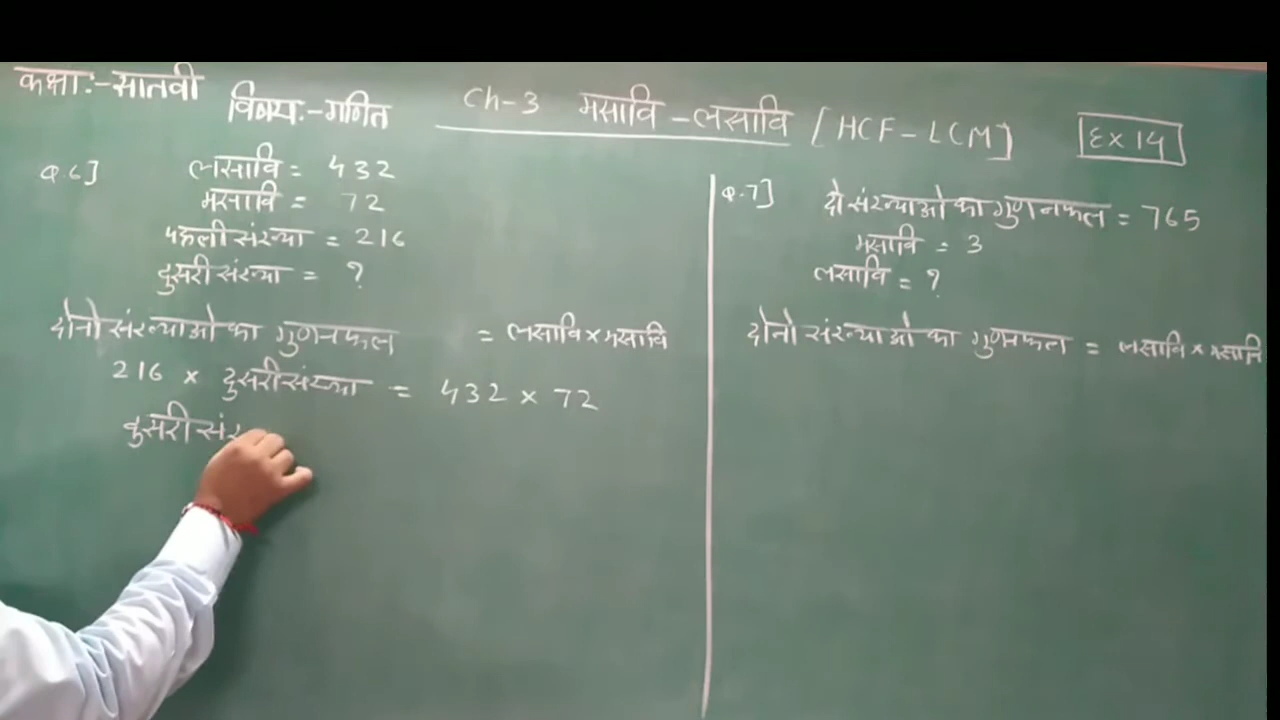 कक्षा:- सातवी
विषय:- गणित
Ch-3 मसावि - लसावि [HCF - LCM]
Ex 14
Q.6]
लसावि = 432
मसावि = 72
पहली संख्या = 216
दुसरी संख्या = ?
दोनो संख्याओ का गुणनफल = लसावि × मसावि
216 × दुसरी संख्या = 432 × 72
दुसरी
Q.7]
दो संख्याओ का गुणनफल = 765
मसावि = 3
लसावि = ?
दोनो संख्याओ का गुणनफल = लसावि × मसावि